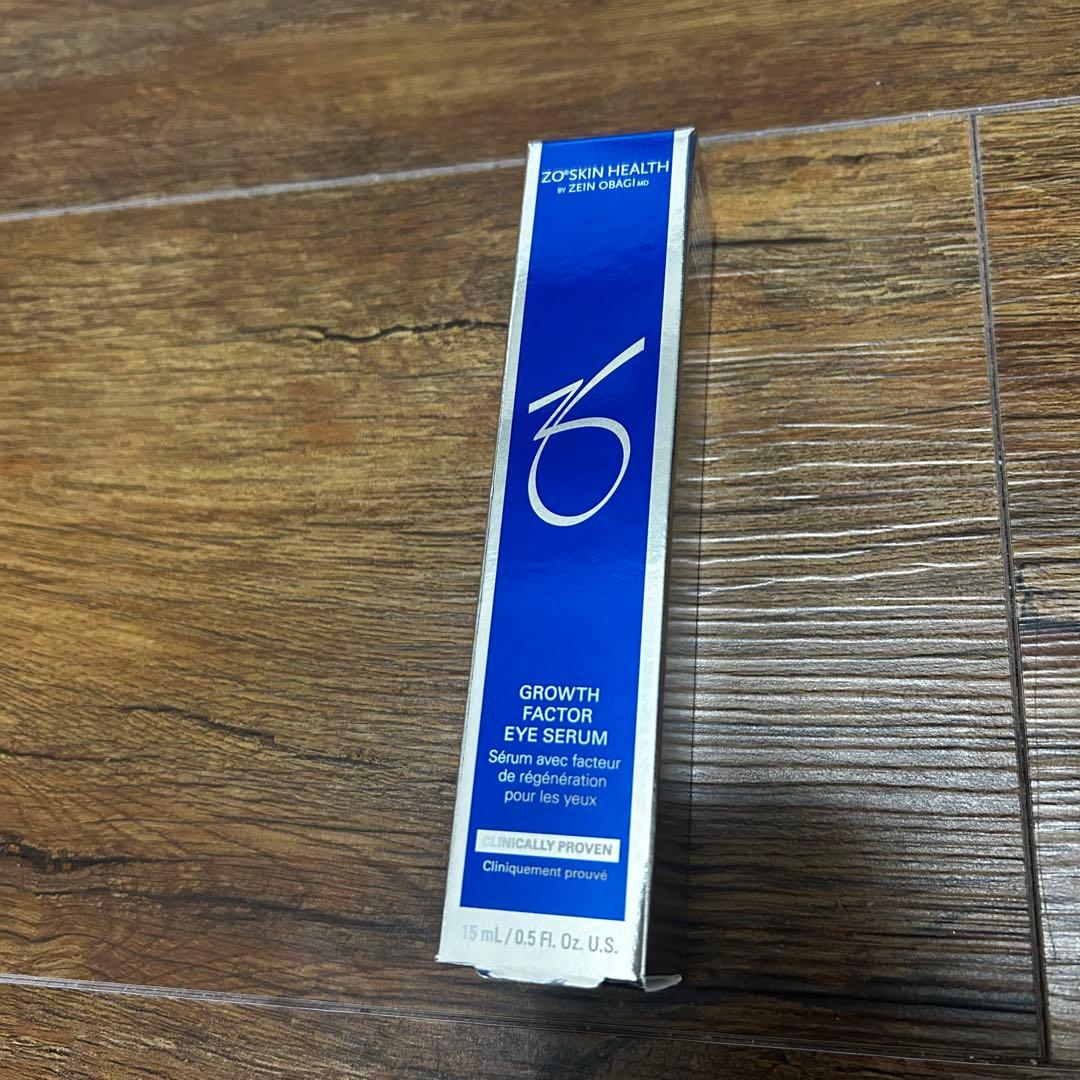 ZO® SKIN HEALTH
BY ZEIN OBAGI MD
ZO
GROWTH
FACTOR
EYE SERUM
Sérum avec facteur
de régénération
pour les yeux
CLINICALLY PROVEN
Cliniquement prouvé
15 mL / 0.5 Fl. Oz. U.S.